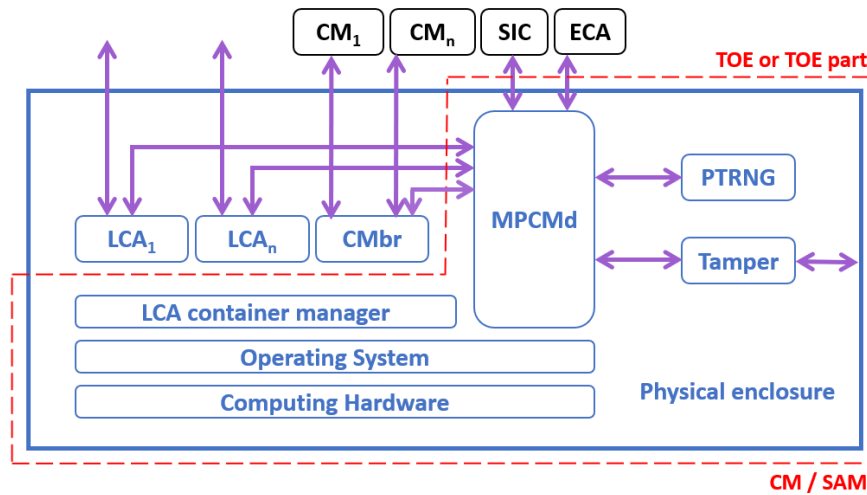 CM1 CMn SIC ECA
TOE or TOE part
MPCMd
PTRNG
LCA1 LCAn CMbr
Tamper
LCA container manager
Operating System
Computing Hardware
Physical enclosure
CM / SAM